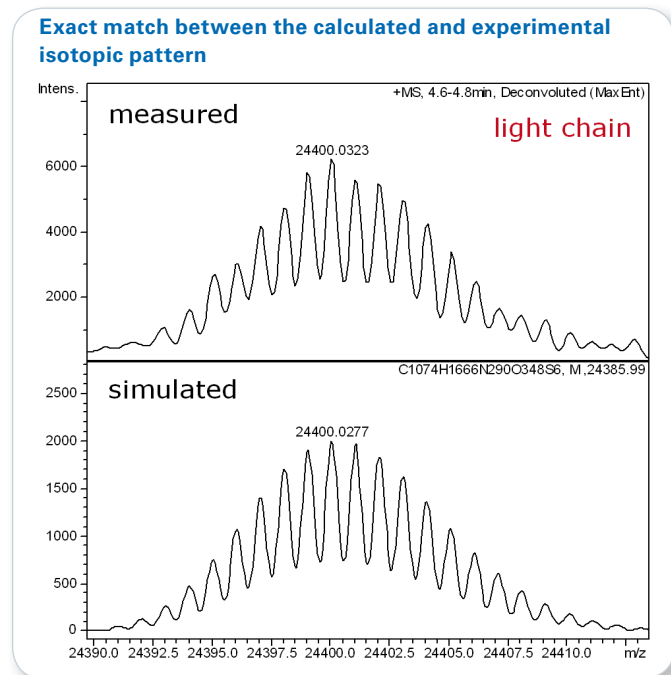 Exact match between the calculated and experimental
isotopic pattern
Intens.
+MS, 4.6-4.8min, Deconvoluted (MaxEnt)
measured
light chain
24400.0323
6000
4000
2000
C1074H1666N290O348S6, M ,24385.99
simulated
2500
24400.0277
2000
1500
1000
500
0
24390.0 24392.5 24395.0 24397.5 24400.0 24402.5 24405.0 24407.5 24410.0 m/z